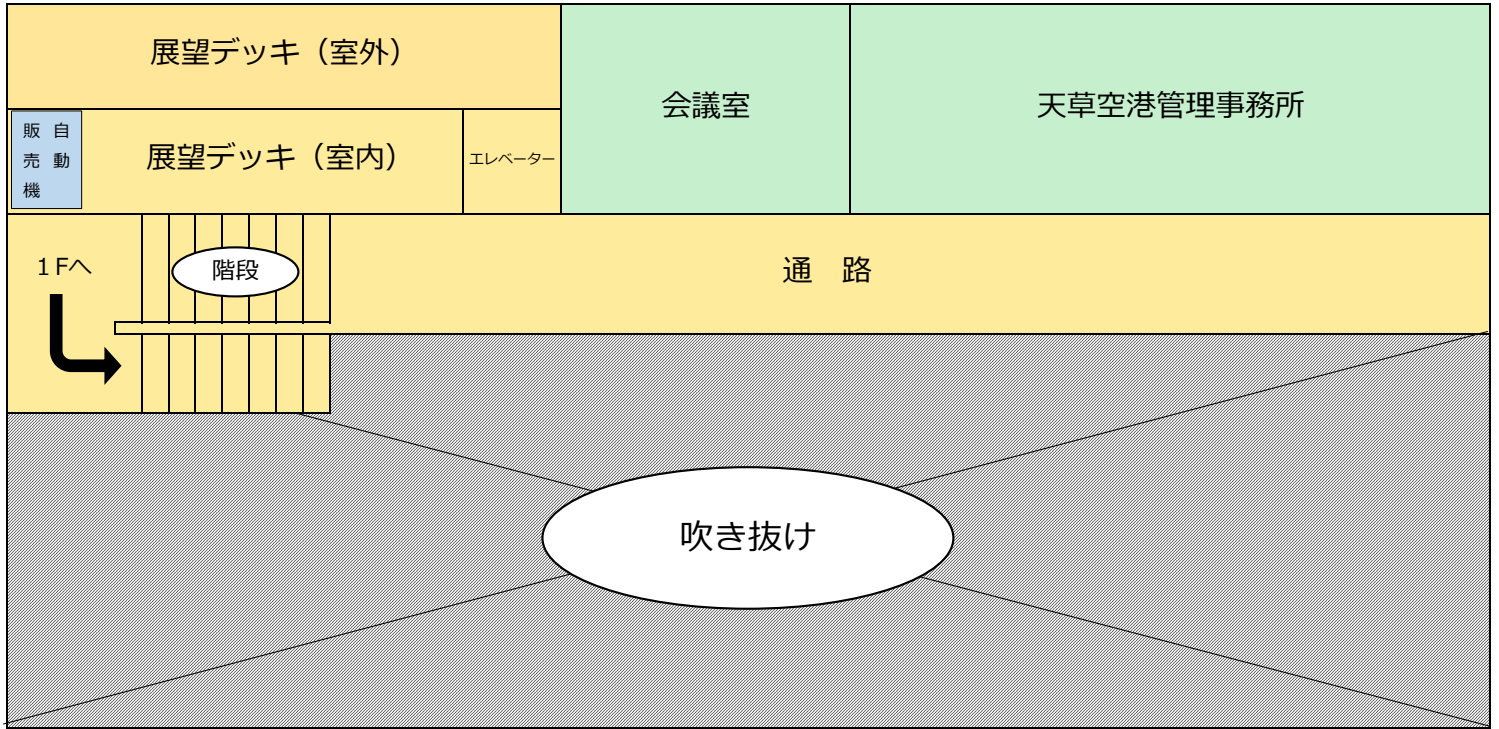 展望デッキ（室外）
会議室
天草空港管理事務所
自動
販売機
展望デッキ（室内）
エレベーター
１Fへ
階段
通　路
吹き抜け